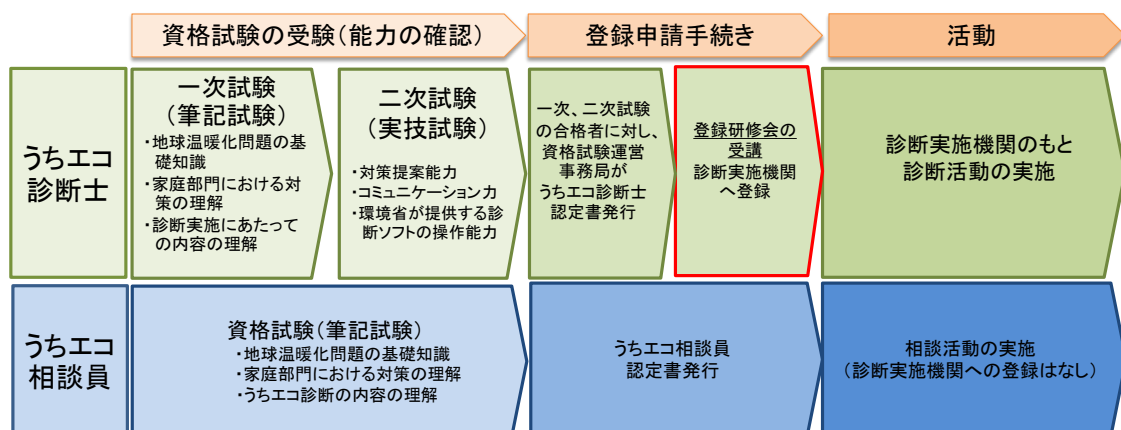 資格試験の受験(能力の確認)
登録申請手続き
活動
うちエコ
診断士
一次試験
(筆記試験)
・地球温暖化問題の基
礎知識
・家庭部門における対
策の理解
・診断実施にあたって
の内容の理解
二次試験
(実技試験)
・対策提案能力
・コミュニケーション力
・環境省が提供する診
断ソフトの操作能力
一次、二次試験
の合格者に対し、
資格試験運営
事務局が
うちエコ診断士
認定書発行
登録研修会の
受講
診断実施機関
へ登録
診断実施機関のもと
診断活動の実施
うちエコ
相談員
資格試験(筆記試験)
・地球温暖化問題の基礎知識
・家庭部門における対策の理解
・うちエコ診断の内容の理解
うちエコ相談員
認定書発行
相談活動の実施
(診断実施機関への登録はなし)